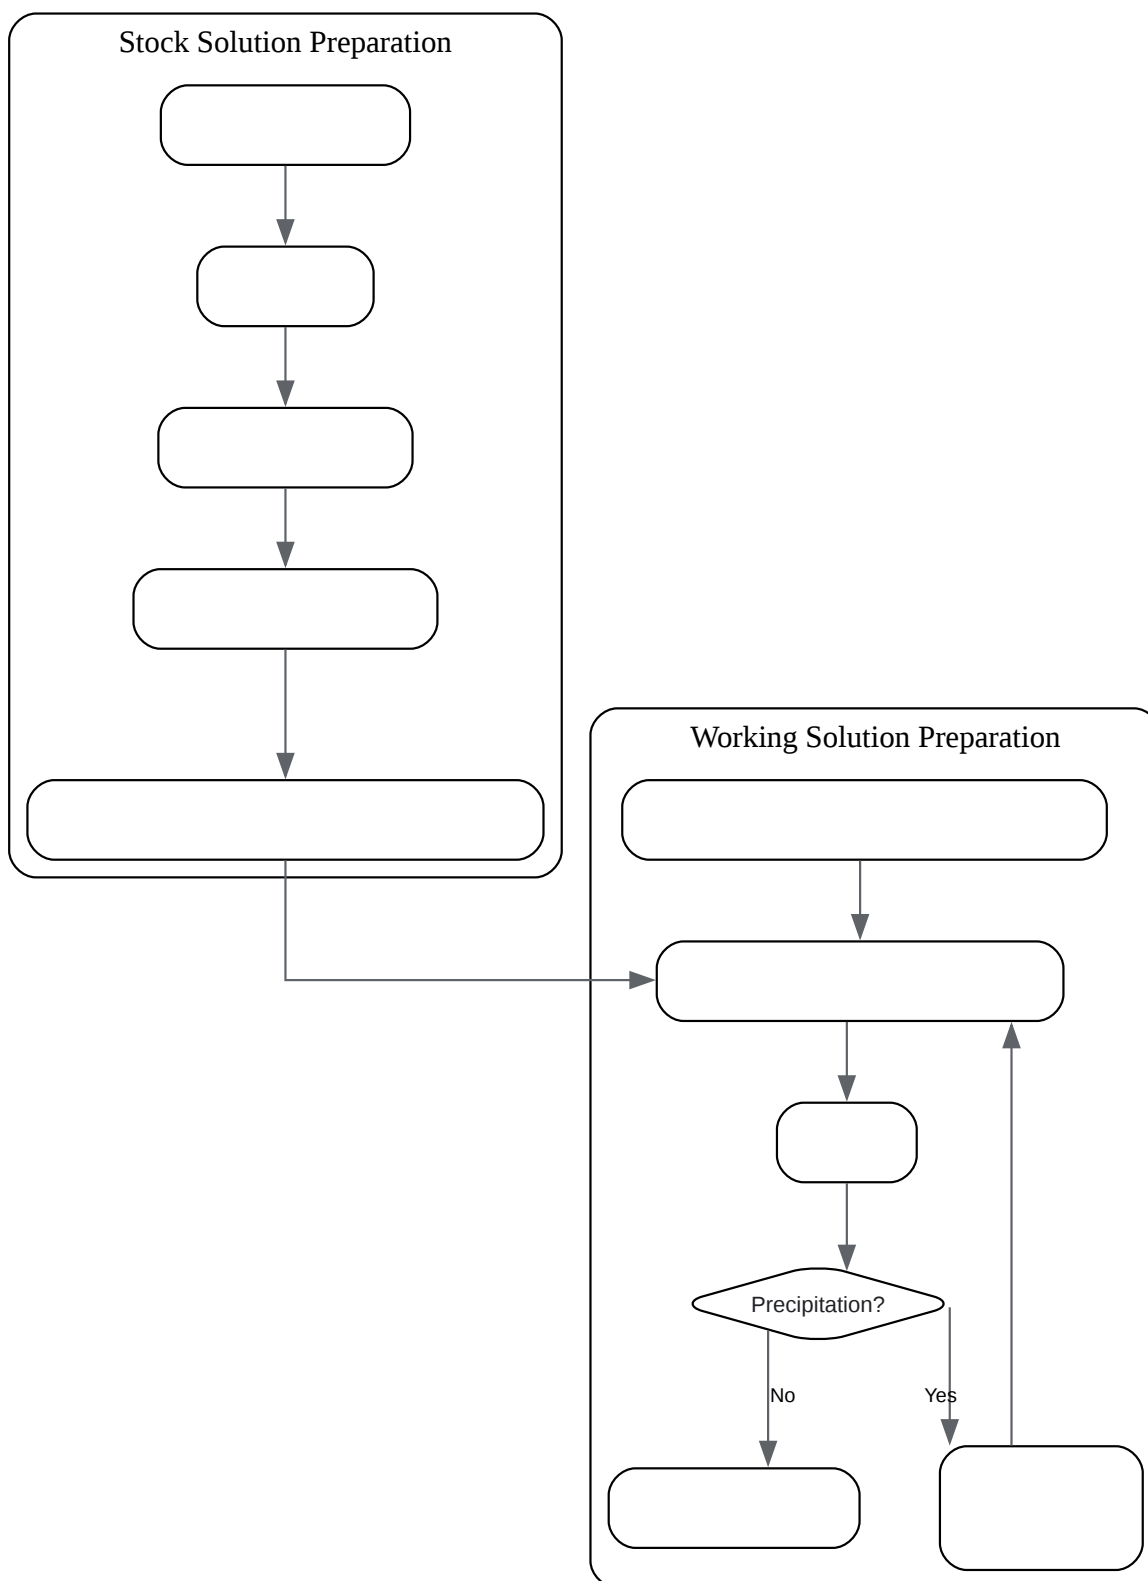 Stock Solution Preparation
Working Solution Preparation
Precipitation?
No
Yes